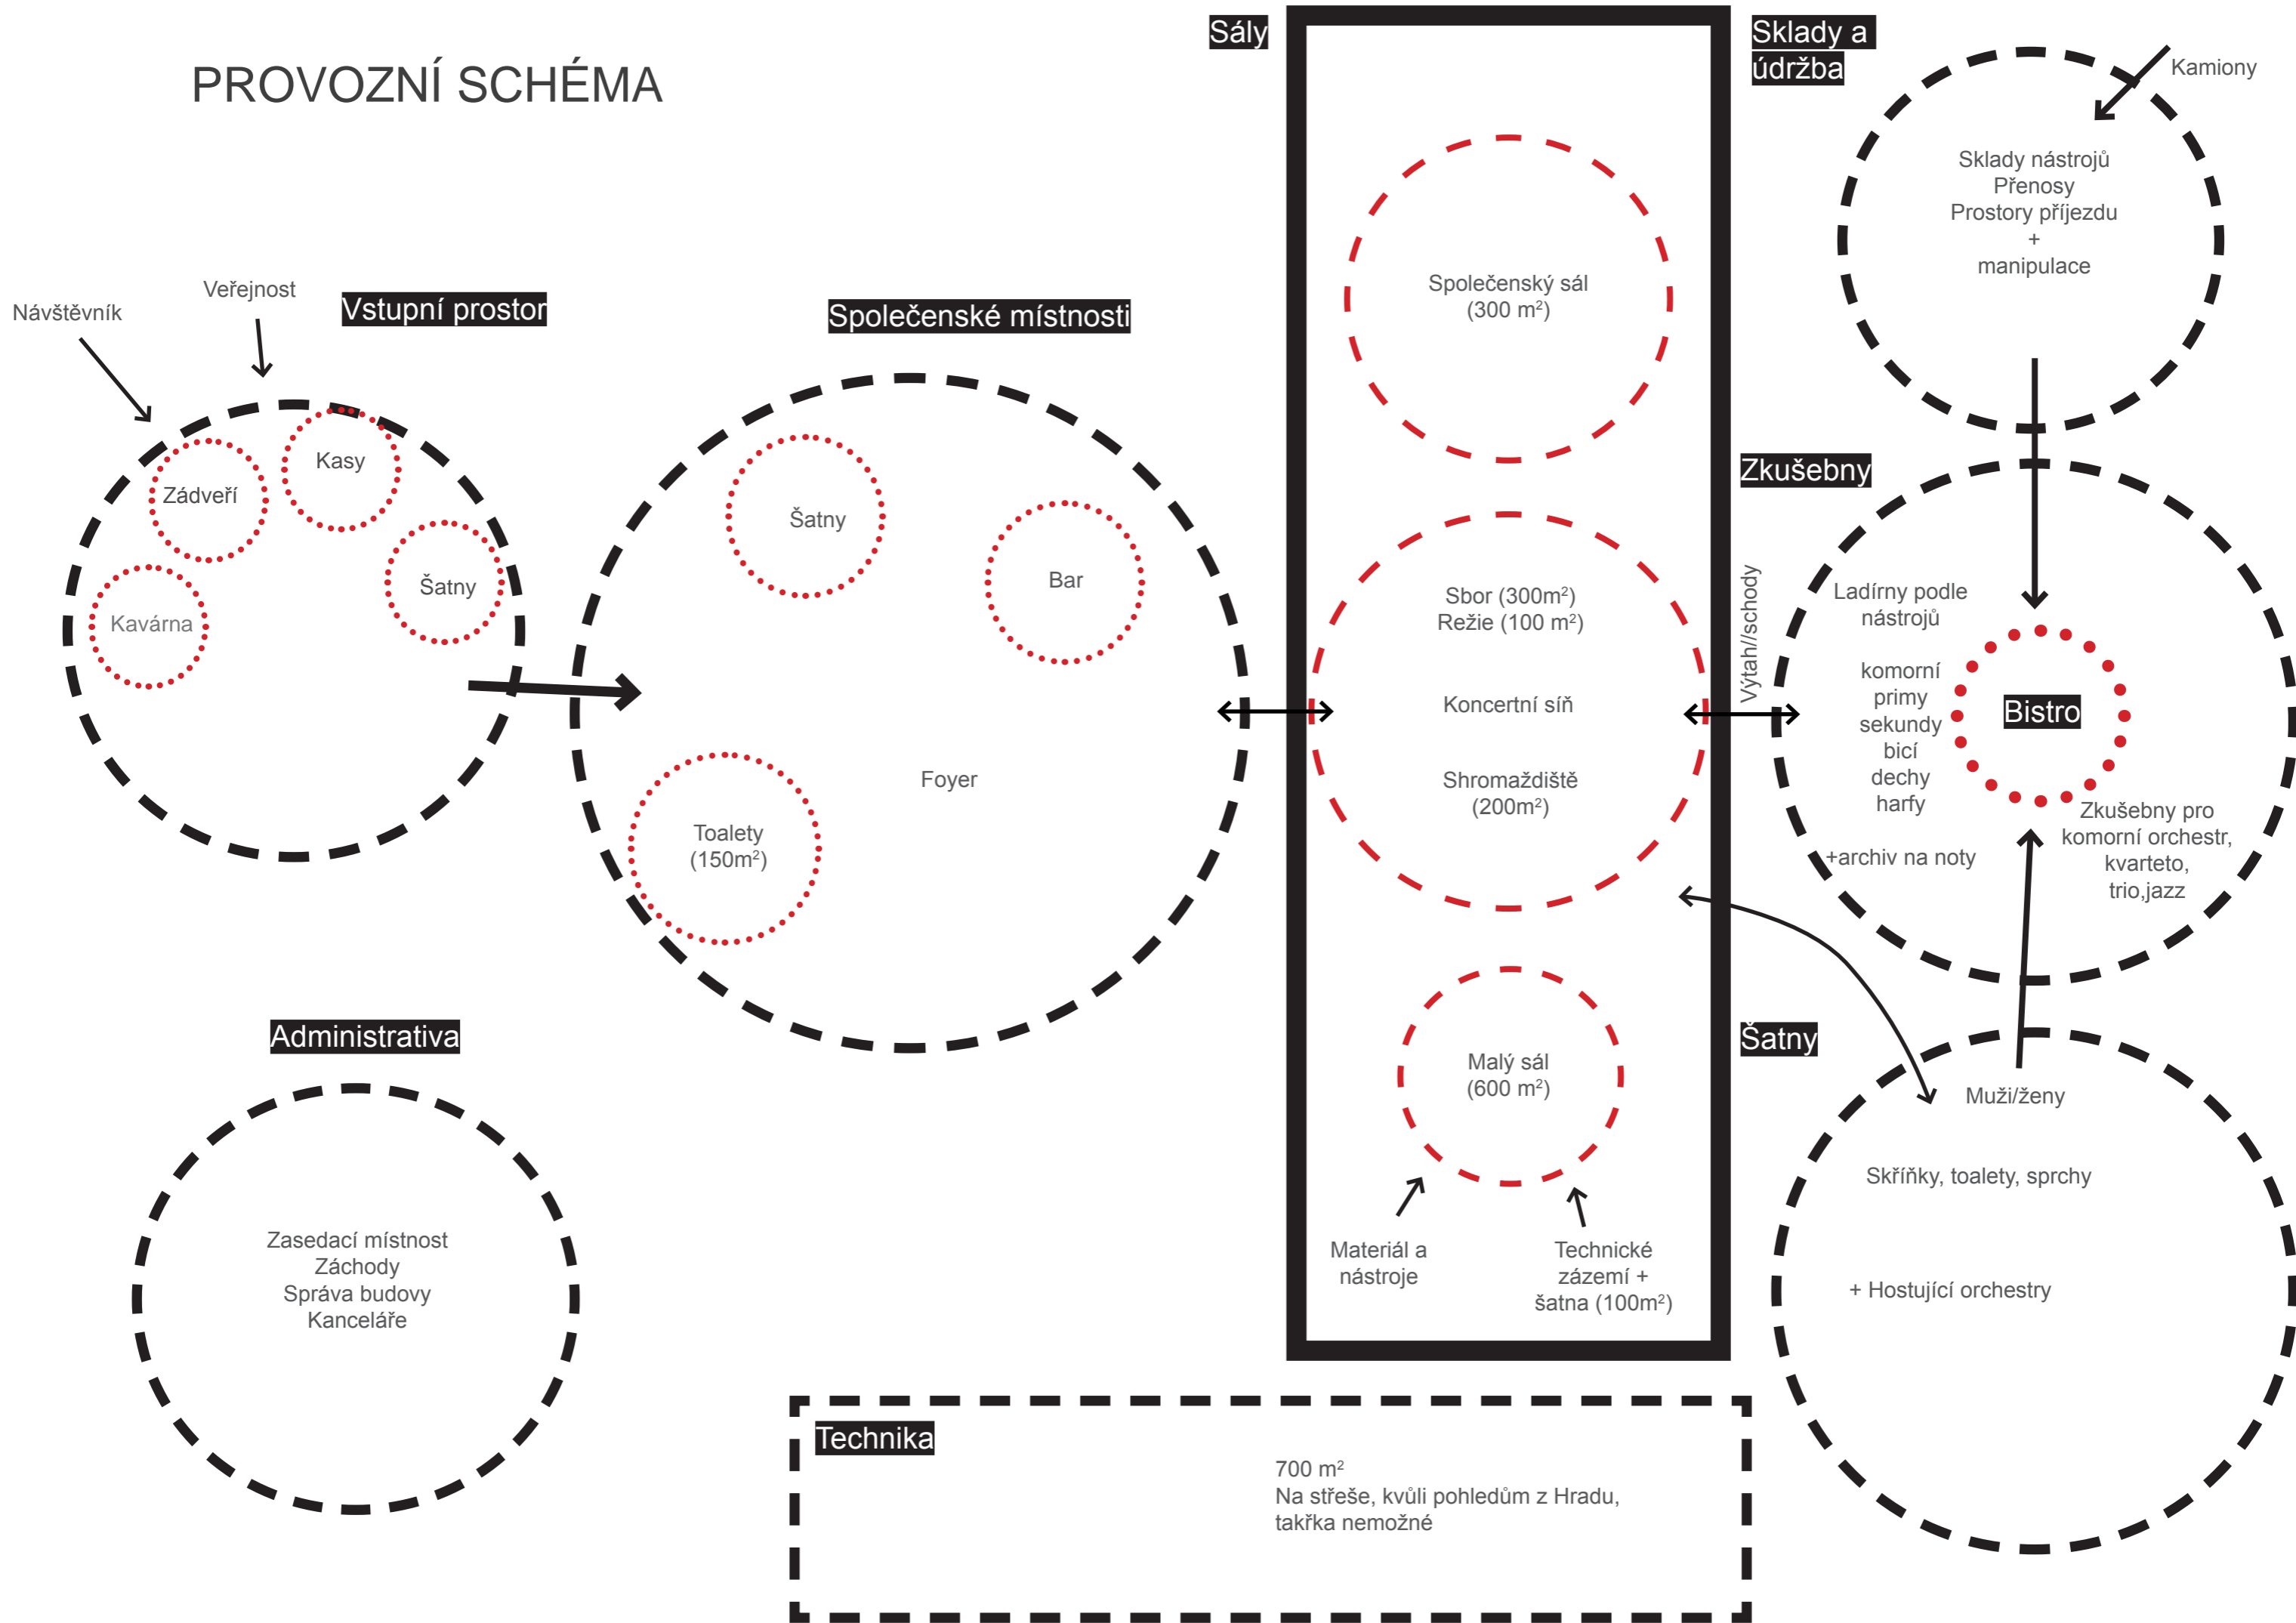 PROVOZNÍ SCHÉMA
Návštěvník
Veřejnost
Vstupní prostor
Zádveří
Kasy
Šatny
Kavárna
Společenské místnosti
Šatny
Bar
Foyer
Toalety
(150m²)
Administrativa
Zasedací místnost
Záchody
Správa budovy
Kanceláře
Sály
Společenský sál
(300 m²)
Sbor (300m²)
Režie (100 m²)
Koncertní síň
Shromaždiště
(200m²)
Malý sál
(600 m²)
Materiál a
nástroje
Technické
zázemí +
šatna (100m²)
Výtah//schody
Sklady a
údržba
Kamiony
Sklady nástrojů
Přenosy
Prostory příjezdu
+
manipulace
Zkušebny
Ladírny podle
nástrojů
komorní
primy
sekundy
bicí
dechy
harfy
+archiv na noty
Bistro
Zkušebny pro
komorní orchestr,
kvarteto,
trio,jazz
Šatny
Muži/ženy
Skříňky, toalety, sprchy
+ Hostující orchestry
Technika
700 m²
Na střeše, kvůli pohledům z Hradu,
takřka nemožné